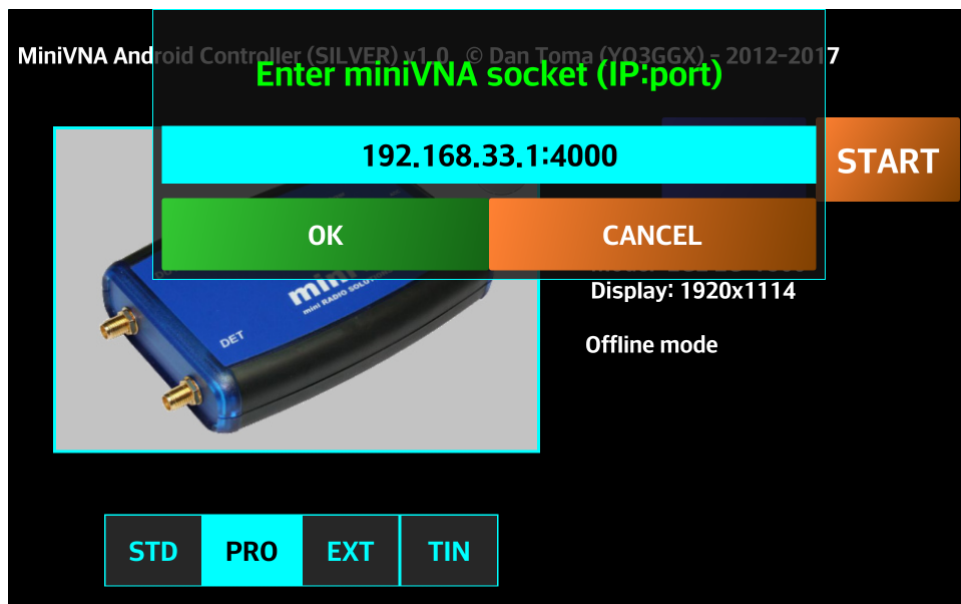 MiniVNA Android Controller (SILVER) v1.0, © Dan Toma (YO3GGX) - 2012-2017
Enter miniVNA socket (IP:port)
192.168.33.1:4000
START
OK
CANCEL
mini
mini RADIO SOLUTIONS
Display: 1920x1114
DET
Offline mode
STD
PRO
EXT
TIN